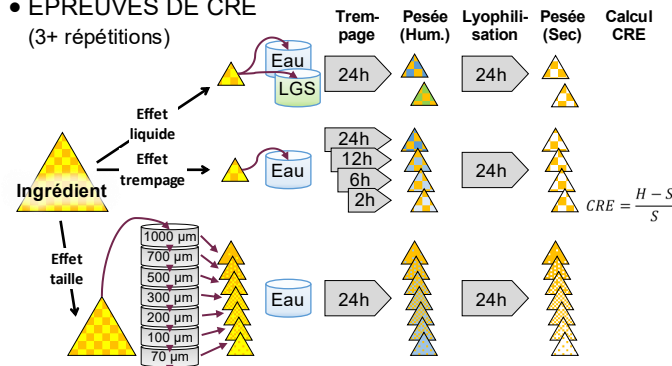 • ÉPREUVES DE CRE
(3+ répétitions)
Trem-
page
Pesée
(Hum.)
Lyophili-
sation
Pesée
(Sec)
Calcul
CRE
Eau
LGS
24h
24h
Effet
liquide
Effet
trempage
Ingrédient
Eau
24h
12h
6h
2h
24h
CRE = H − S
S
Effet
taille
1000 µm
700 µm
500 µm
300 µm
200 µm
100 µm
70 µm
Eau
24h
24h